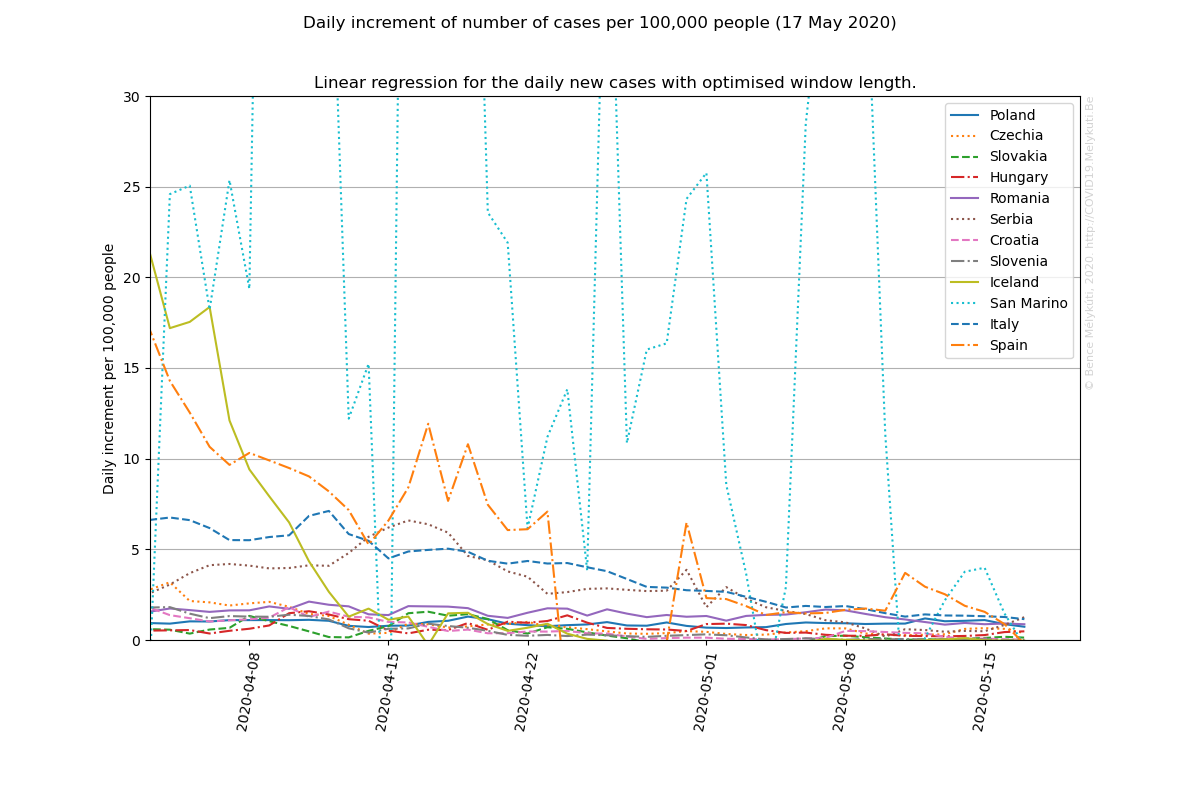 Daily increment of number of cases per 100,000 people (17 May 2020)
Linear regression for the daily new cases with optimised window length.
Daily increment per 100,000 people
30
25
20
15
10
5
0
2020-04-08
2020-04-15
2020-04-22
2020-05-01
2020-05-08
2020-05-15
Poland
Czechia
Slovakia
Hungary
Romania
Serbia
Croatia
Slovenia
Iceland
San Marino
Italy
Spain
© Bence Mélykúti, 2020. http://COVID19.Melykuti.Be